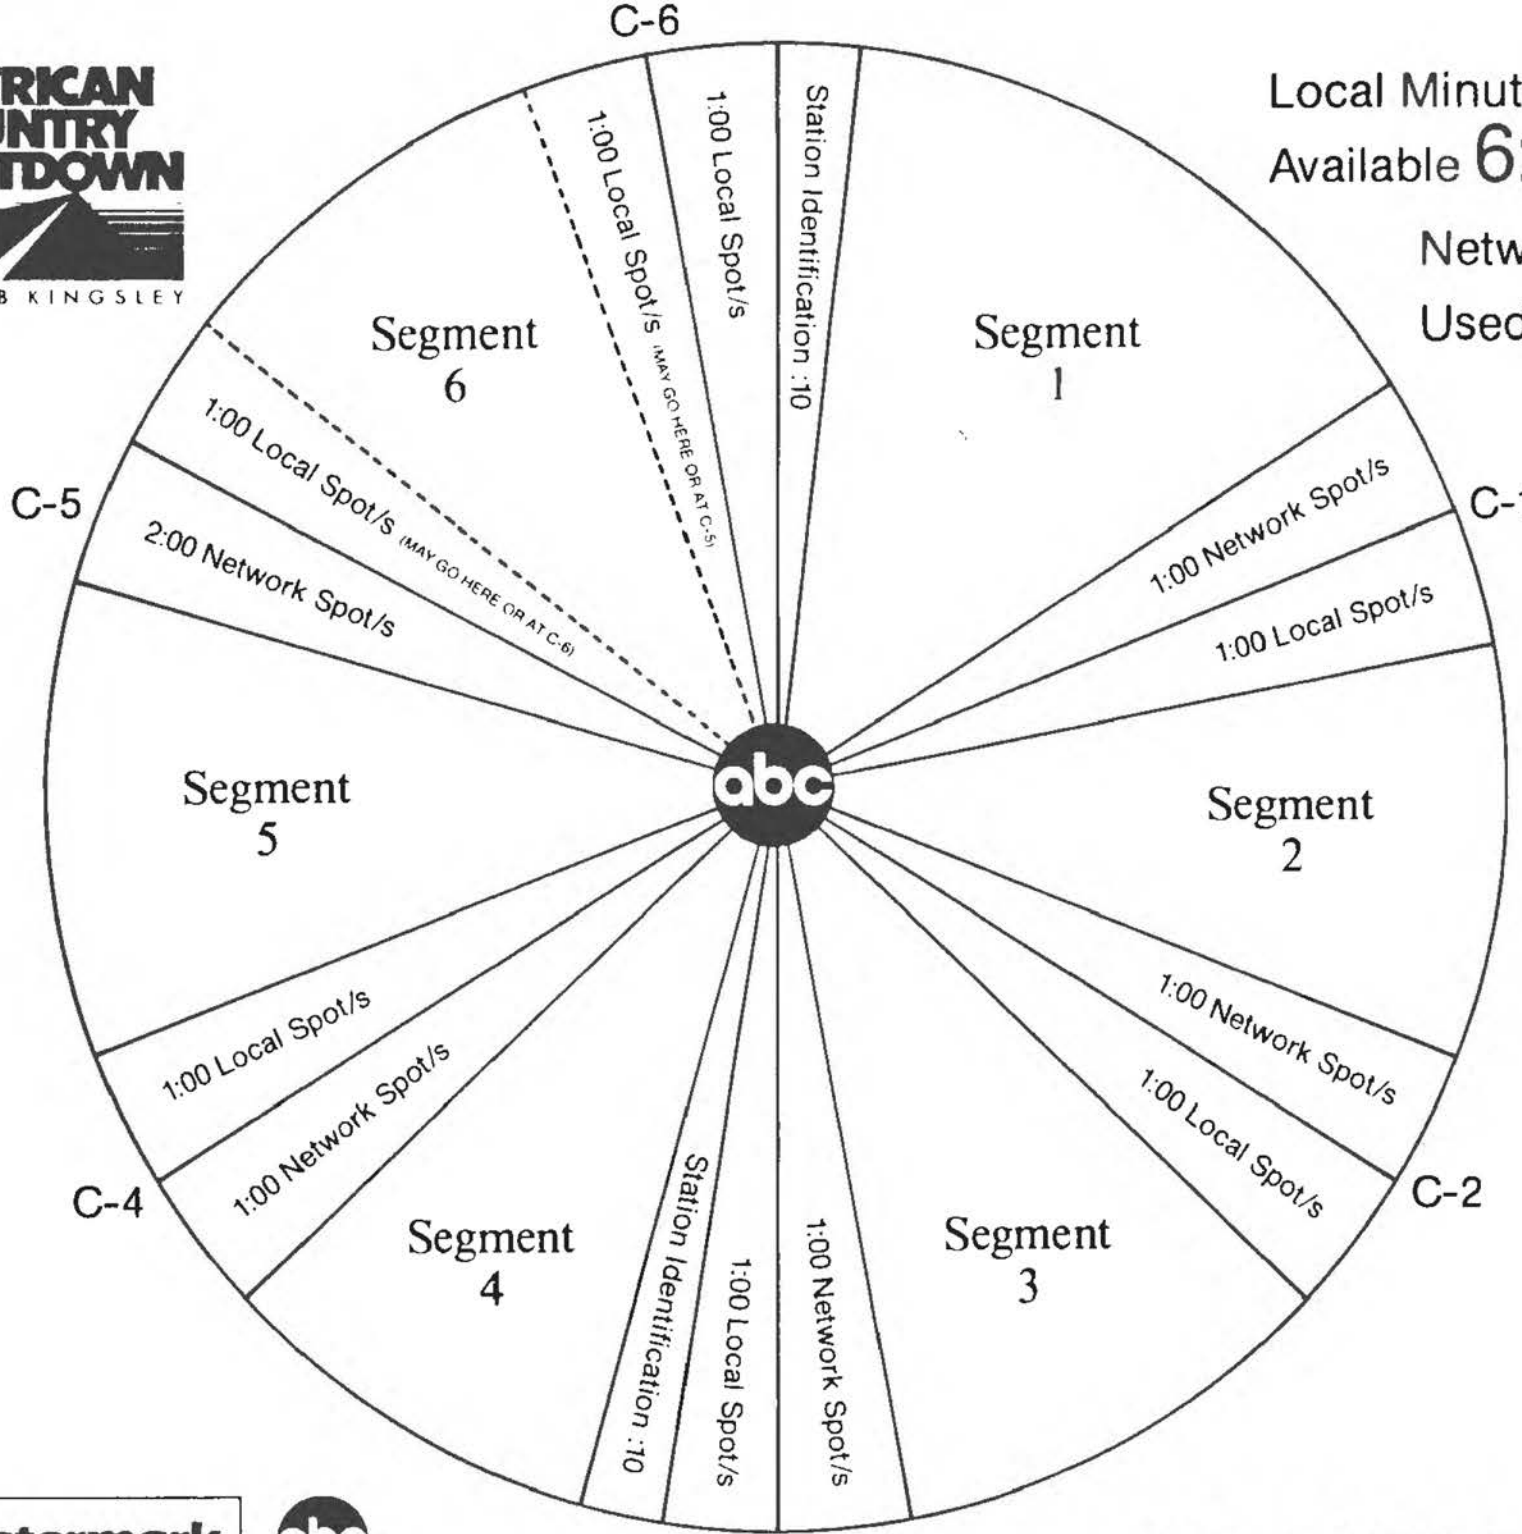 C-6
RICAN
NTRY
TDOWN
B KINGSLEY
Local Minut
Available 6:
Netw
Used
Station Identification :10
Segment
1
1:00 Network Spot/s
C-1
1:00 Local Spot/s
Segment
2
1:00 Network Spot/s
C-2
1:00 Local Spot/s
Segment
3
1:00 Network Spot/s
1:00 Local Spot/s
Station Identification :10
Segment
4
1:00 Network Spot/s
C-4
1:00 Local Spot/s
Segment
5
2:00 Network Spot/s
C-5
1:00 Local Spot/s (MAY GO HERE OR AT C-6)
Segment
6
1:00 Local Spot/s (MAY GO HERE OR AT C-5)
1:00 Local Spot/s
abc
termark
abc